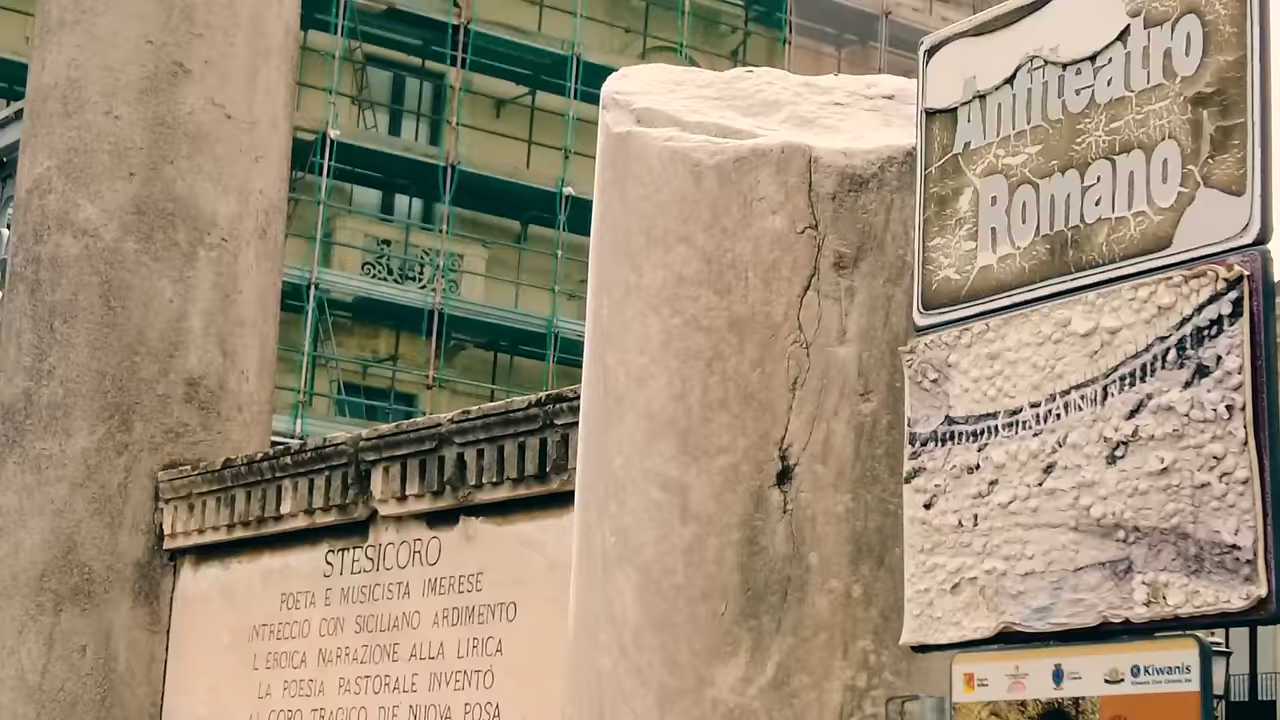 STESICORO
POETA E MUSICISTA IMERESE
INTRECCIÒ CON SICILIANO ARDIMENTO
L'EROICA NARRAZIONE ALLA LIRICA
LA POESIA PASTORALE INVENTÒ
AL CORO TRAGICO DIE' NUOVA POSA
Anfiteatro
Romano
Kiwanis